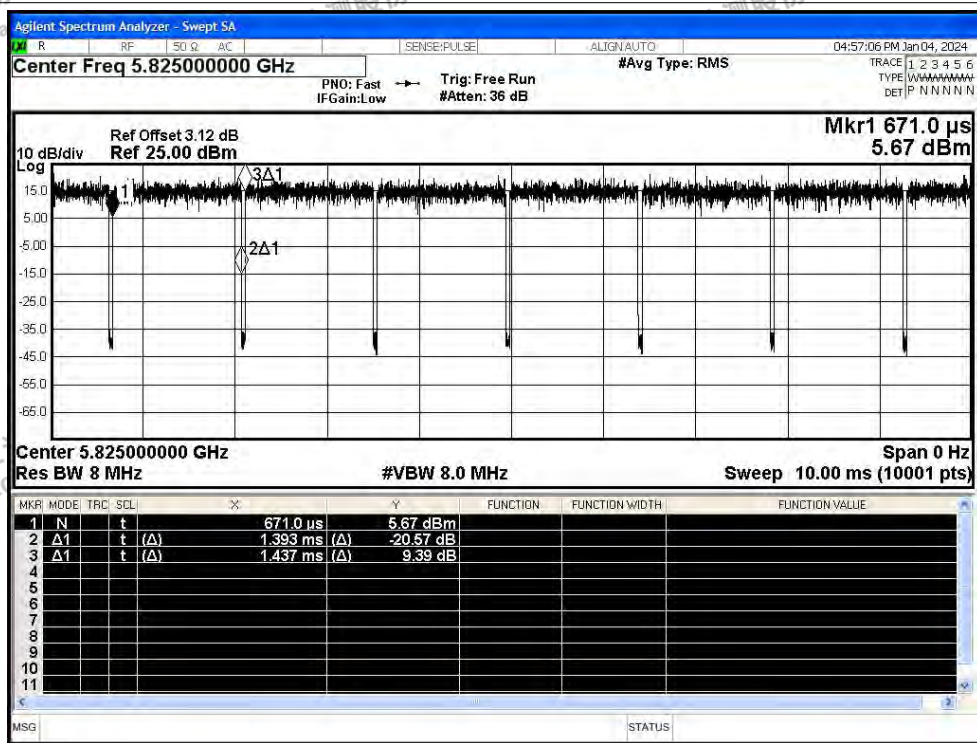 Agilent Spectrum Analyzer - Swept SA
R RF 50 Ω AC SENSE:PULSE ALIGN AUTO 04:57:06 PM Jan 04, 2024
Center Freq 5.825000000 GHz #Avg Type: RMS TRACE 1 2 3 4 5 6
PNO: Fast Trig: Free Run TYPE WWWWWW
IFGain:Low #Atten: 36 dB DET P N N N N N
Mkr1 671.0 µs
Ref Offset 3.12 dB
10 dB/div Ref 25.00 dBm 5.67 dBm
Log
3Δ1
15.0
1
5.00
-5.00
2Δ1
-15.0
-25.0
-35.0
-45.0
-55.0
-65.0
Center 5.825000000 GHz Span 0 Hz
Res BW 8 MHz #VBW 8.0 MHz Sweep 10.00 ms (10001 pts)
MKR MODE TRC SCL X Y FUNCTION FUNCTION WIDTH FUNCTION VALUE
1 N t 671.0 µs 5.67 dBm
2 Δ1 t (Δ) 1.393 ms (Δ) -20.57 dB
3 Δ1 t (Δ) 1.437 ms (Δ) 9.39 dB
4
5
6
7
8
9
10
11
MSG STATUS